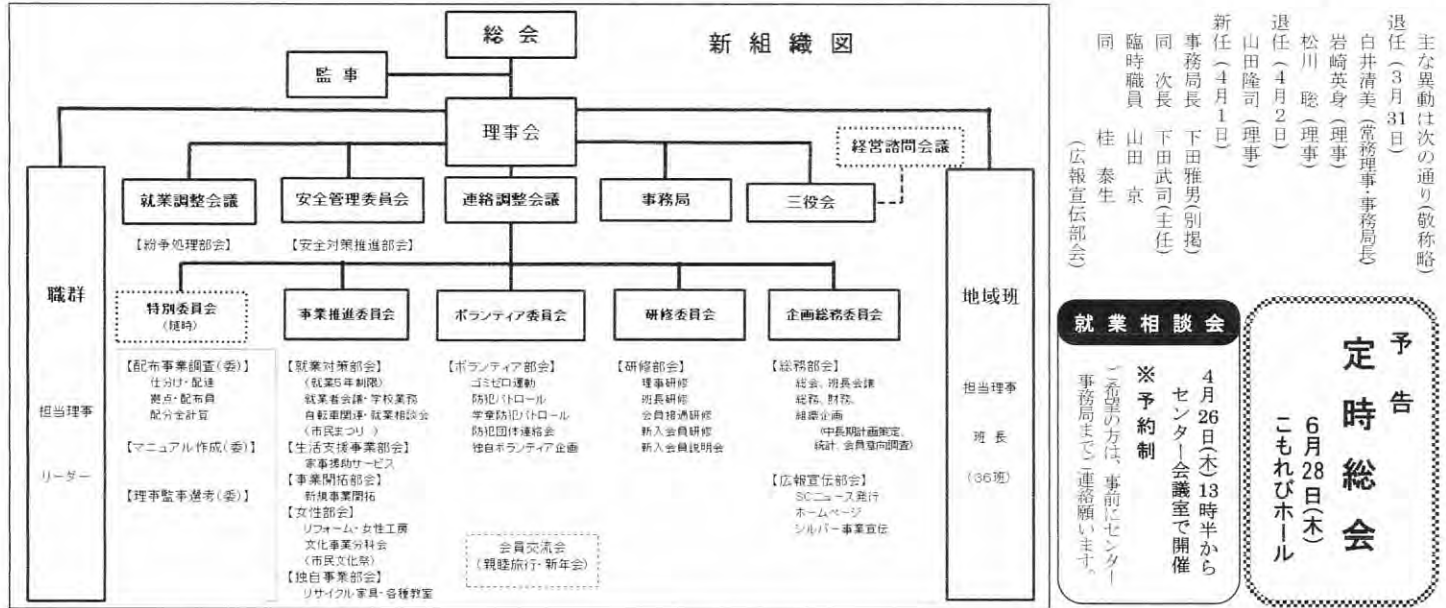 新組織図
総会
監事
理事会
経営諮問会議
就業調整会議
安全管理委員会
連絡調整会議
事務局
三役会
【紛争処理部会】
【安全対策推進部会】
職群
担当理事
リーダー
地域班
担当理事
班長
(36班)
特別委員会
(随時)
事業推進委員会
ボランティア委員会
研修委員会
企画総務委員会
【配布事業調査(委)】
仕分け・配達
拠点・配布員
配分金計算
【マニュアル作成(委)】
【理事監事選考(委)】
【就業対策部会】
(就業5年制限)
就業者会議・学校業務
自転車関連・就業相談会
(市民まつり)
【生活支援事業部会】
家事援助サービス
【事業開拓部会】
新規事業開拓
【女性部会】
リフォーム・女性工房
文化事業分科会
(市民文化祭)
【独自事業部会】
リサイクル家具・各種教室
【ボランティア部会】
ゴミゼロ運動
防犯パトロール
学童防犯パトロール
防犯団体連絡会
独自ボランティア企画
会員交流会
(親睦旅行・新年会)
【研修部会】
理事研修
班長研修
会員接遇研修
新入会員研修
新入会員説明会
【総務部会】
総会、班長会議
総務、財務、
組織企画
(中長期計画策定、
統計、会員意向調査)
【広報宣伝部会】
SCニュース発行
ホームページ
シルバー事業宣伝
主な異動は次の通り(敬称略)
退任(3月31日)
白井清美(常務理事・事務局長)
岩崎英身(理事)
松川 聡(理事)
退任(4月2日)
山田隆司(理事)
新任(4月1日)
事務局長 下田雅男(別掲)
同 次長 下田武司(主任)
臨時職員 山田 京
同 桂 泰生
(広報宣伝部会)
予告
定時総会
6月28日(木)
こもれびホール
就業相談会
4月26日(木)13時半から
センター会議室で開催
※予約制
ご希望の方は、事前にセンター
事務局までご連絡願います。